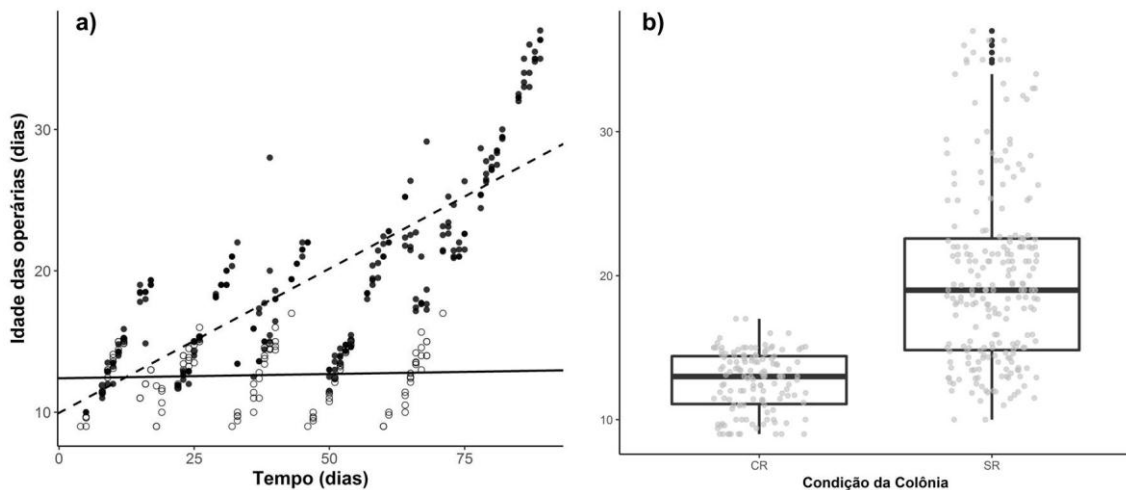 a)
Idade das operárias (dias)
30
20
10
0
25
50
75
Tempo (dias)
b)
30
20
10
CR
SR
Condição da Colônia